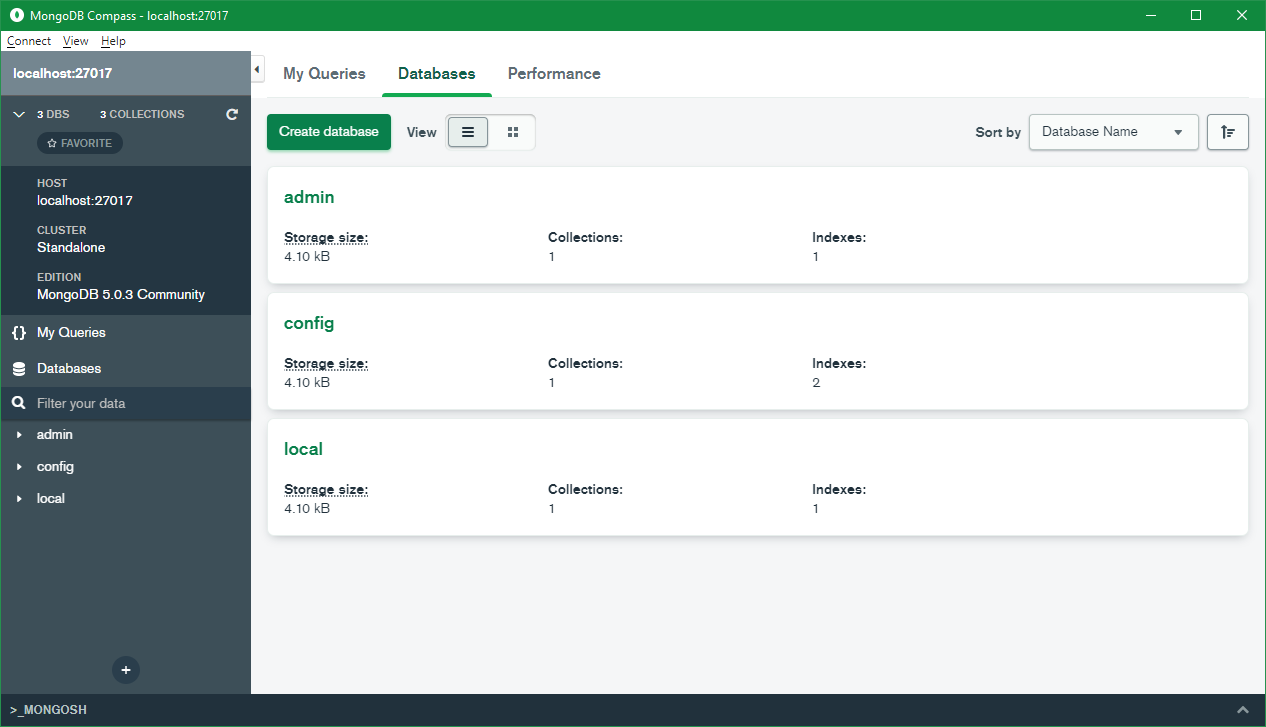 MongoDB Compass - localhost:27017
Connect View Help
localhost:27017
3 DBS 3 COLLECTIONS
FAVORITE
HOST
localhost:27017
CLUSTER
Standalone
EDITION
MongoDB 5.0.3 Community
{} My Queries
Databases
Filter your data
admin
config
local
My Queries Databases Performance
Create database View Sort by Database Name
admin
Storage size: Collections: Indexes:
4.10 kB 1 1
config
Storage size: Collections: Indexes:
4.10 kB 1 2
local
Storage size: Collections: Indexes:
4.10 kB 1 1
>_MONGOSH